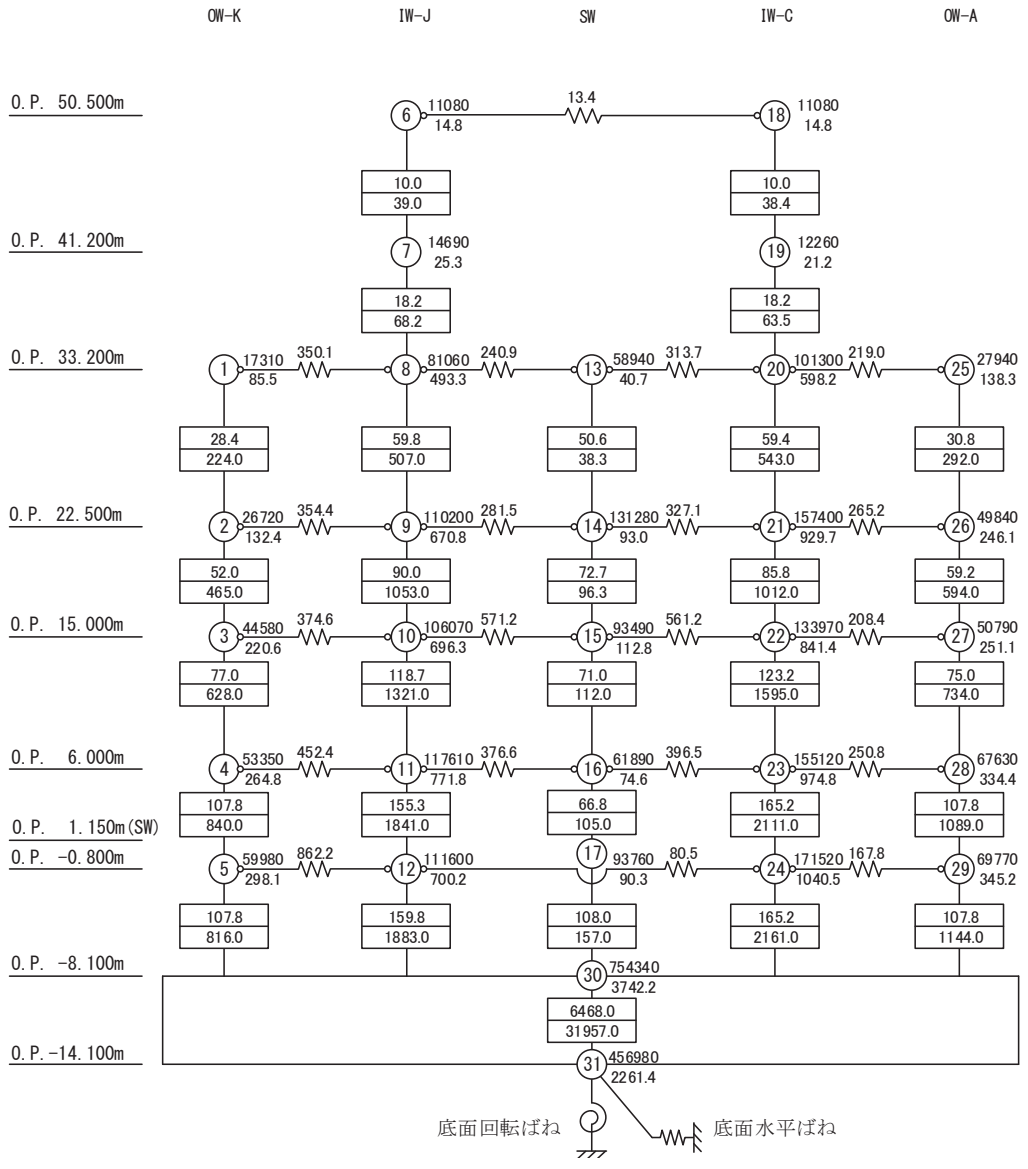 OW-K IW-J SW IW-C OW-A
O.P. 50.500m 6 11080 13.4 18 11080
14.8 14.8
10.0 10.0
39.0 38.4
O.P. 41.200m 7 14690 19 12260
25.3 21.2
18.2 18.2
68.2 63.5
O.P. 33.200m 1 17310 350.1 8 81060 240.9 13 58940 313.7 20 101300 219.0 25 27940
85.5 493.3 40.7 598.2 138.3
28.4 59.8 50.6 59.4 30.8
224.0 507.0 38.3 543.0 292.0
O.P. 22.500m 2 26720 354.4 9 110200 281.5 14 131280 327.1 21 157400 265.2 26 49840
132.4 670.8 93.0 929.7 246.1
52.0 90.0 72.7 85.8 59.2
465.0 1053.0 96.3 1012.0 594.0
O.P. 15.000m 3 44580 374.6 10 106070 571.2 15 93490 561.2 22 133970 208.4 27 50790
220.6 696.3 112.8 841.4 251.1
77.0 118.7 71.0 123.2 75.0
628.0 1321.0 112.0 1595.0 734.0
O.P. 6.000m 4 53350 452.4 11 117610 376.6 16 61890 396.5 23 155120 250.8 28 67630
264.8 771.8 74.6 974.8 334.4
107.8 155.3 66.8 165.2 107.8
840.0 1841.0 105.0 2111.0 1089.0
O.P. 1.150m(SW)
O.P. -0.800m 5 59980 862.2 12 111600 17 93760 80.5 24 171520 167.8 29 69770
298.1 700.2 90.3 1040.5 345.2
107.8 159.8 108.0 165.2 107.8
816.0 1883.0 157.0 2161.0 1144.0
O.P. -8.100m 30 754340
3742.2
6468.0
31957.0
O.P.-14.100m 31 456980
2261.4
底面回転ばね 底面水平ばね